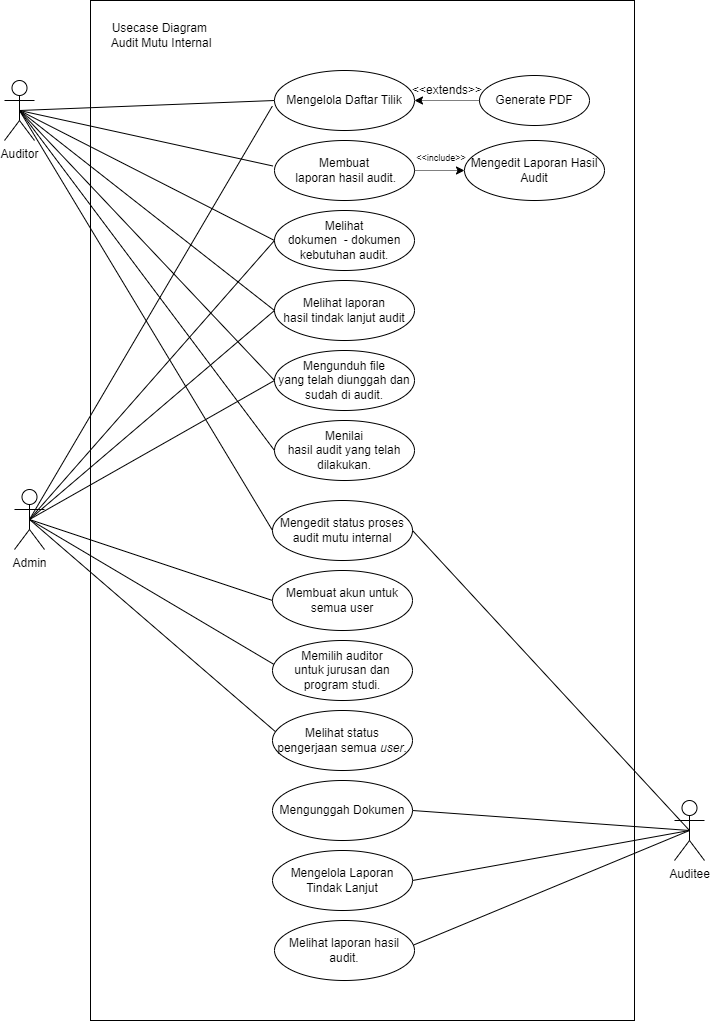 Usecase Diagram
Audit Mutu Internal
Auditor
Mengelola Daftar Tilik
<<extends>>
Generate PDF
Membuat
laporan hasil audit.
<<include>>
Mengedit Laporan Hasil
Audit
Melihat
dokumen - dokumen
kebutuhan audit.
Melihat laporan
hasil tindak lanjut audit
Mengunduh file
yang telah diunggah dan
sudah di audit.
Menilai
hasil audit yang telah
dilakukan.
Admin
Mengedit status proses
audit mutu internal
Membuat akun untuk
semua user
Memilih auditor
untuk jurusan dan
program studi.
Melihat status
pengerjaan semua user.
Mengunggah Dokumen
Auditee
Mengelola Laporan
Tindak Lanjut
Melihat laporan hasil
audit.